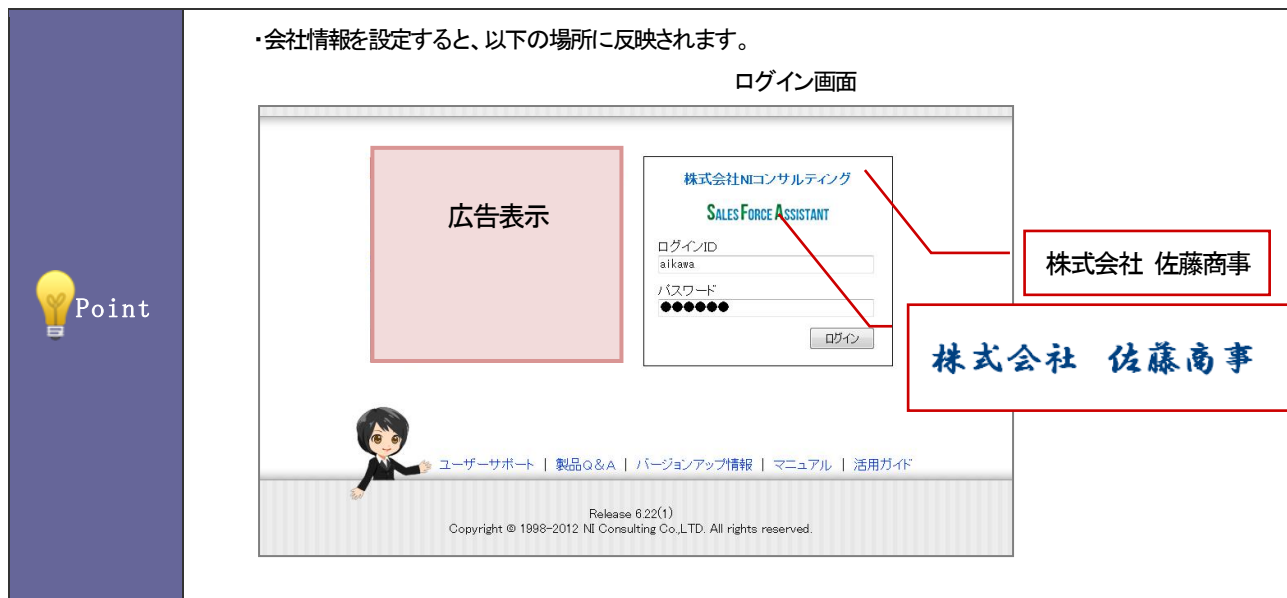 ・会社情報を設定すると、以下の場所に反映されます。
ログイン画面
広告表示
株式会社NIコンサルティング
SALES FORCE ASSISTANT
ログインID
aikawa
パスワード
●●●●●●
ログイン
株式会社 佐藤商事
株式会社 佐藤商事
Point
ユーザーサポート | 製品Q&A | バージョンアップ情報 | マニュアル | 活用ガイド
Release 6.22(1)
Copyright © 1998-2012 NI Consulting Co.,LTD. All rights reserved.